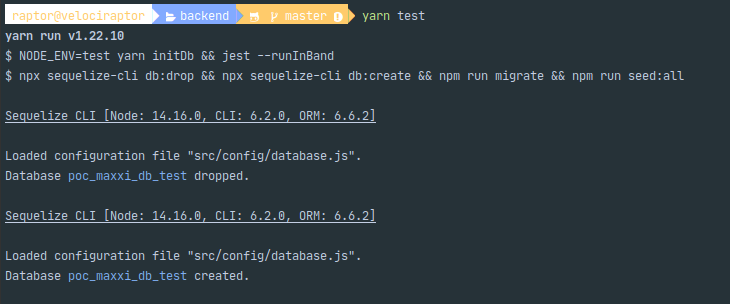 raptor@velociraptor backend master yarn test
yarn run v1.22.10
$ NODE_ENV=test yarn initDb && jest --runInBand
$ npx sequelize-cli db:drop && npx sequelize-cli db:create && npm run migrate && npm run seed:all
Sequelize CLI [Node: 14.16.0, CLI: 6.2.0, ORM: 6.6.2]
Loaded configuration file "src/config/database.js".
Database poc_maxxi_db_test dropped.
Sequelize CLI [Node: 14.16.0, CLI: 6.2.0, ORM: 6.6.2]
Loaded configuration file "src/config/database.js".
Database poc_maxxi_db_test created.